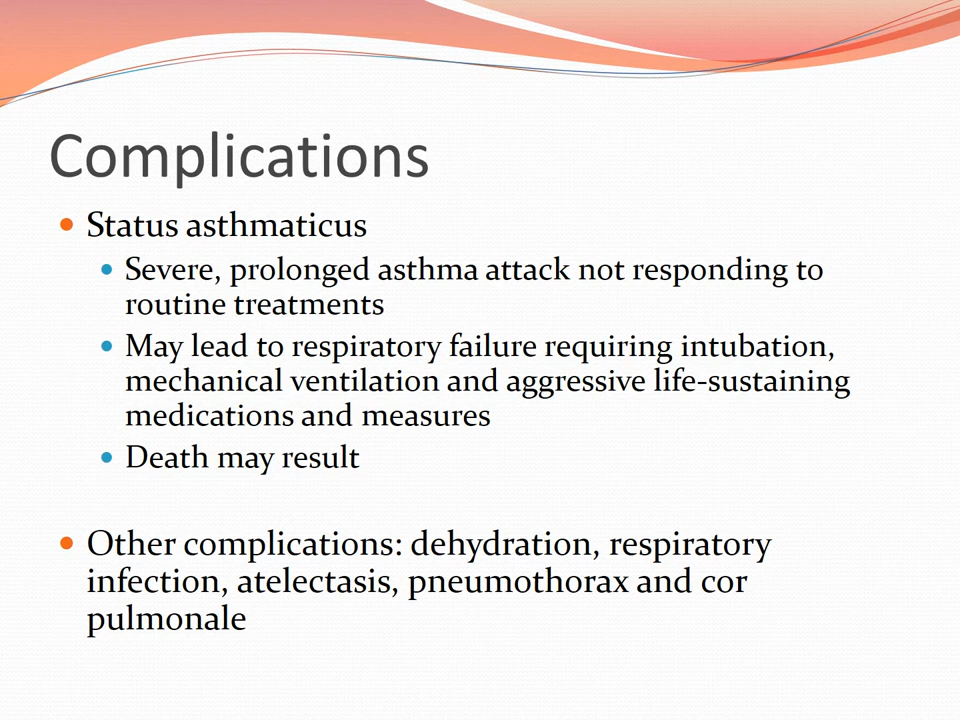 Complications
• Status asthmaticus
• Severe, prolonged asthma attack not responding to
routine treatments
• May lead to respiratory failure requiring intubation,
mechanical ventilation and aggressive life-sustaining
medications and measures
• Death may result
• Other complications: dehydration, respiratory
infection, atelectasis, pneumothorax and cor
pulmonale